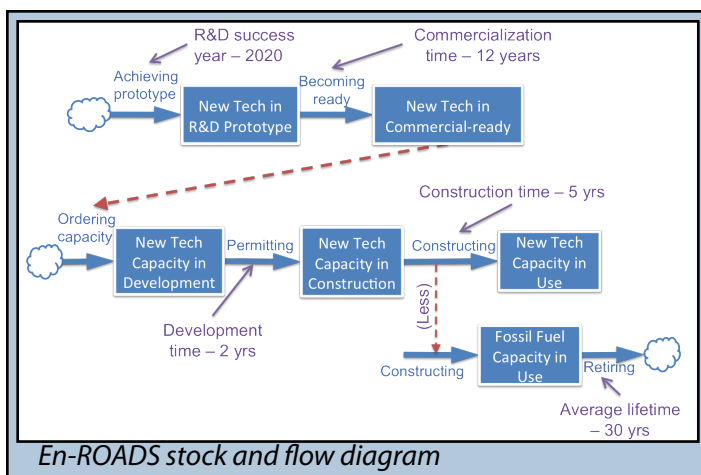 R&D success
year – 2020
Commercialization
time – 12 years
Achieving
prototype
Becoming
ready
New Tech in
R&D Prototype
New Tech in
Commercial-ready
Construction time – 5 yrs
Ordering
capacity
New Tech
Capacity in
Development
Permitting
New Tech
Capacity in
Construction
Constructing
New Tech
Capacity in
Use
Development
time – 2 yrs
(Less)
Constructing
Fossil Fuel
Capacity in
Use
Retiring
Average lifetime
– 30 yrs
En-ROADS stock and flow diagram